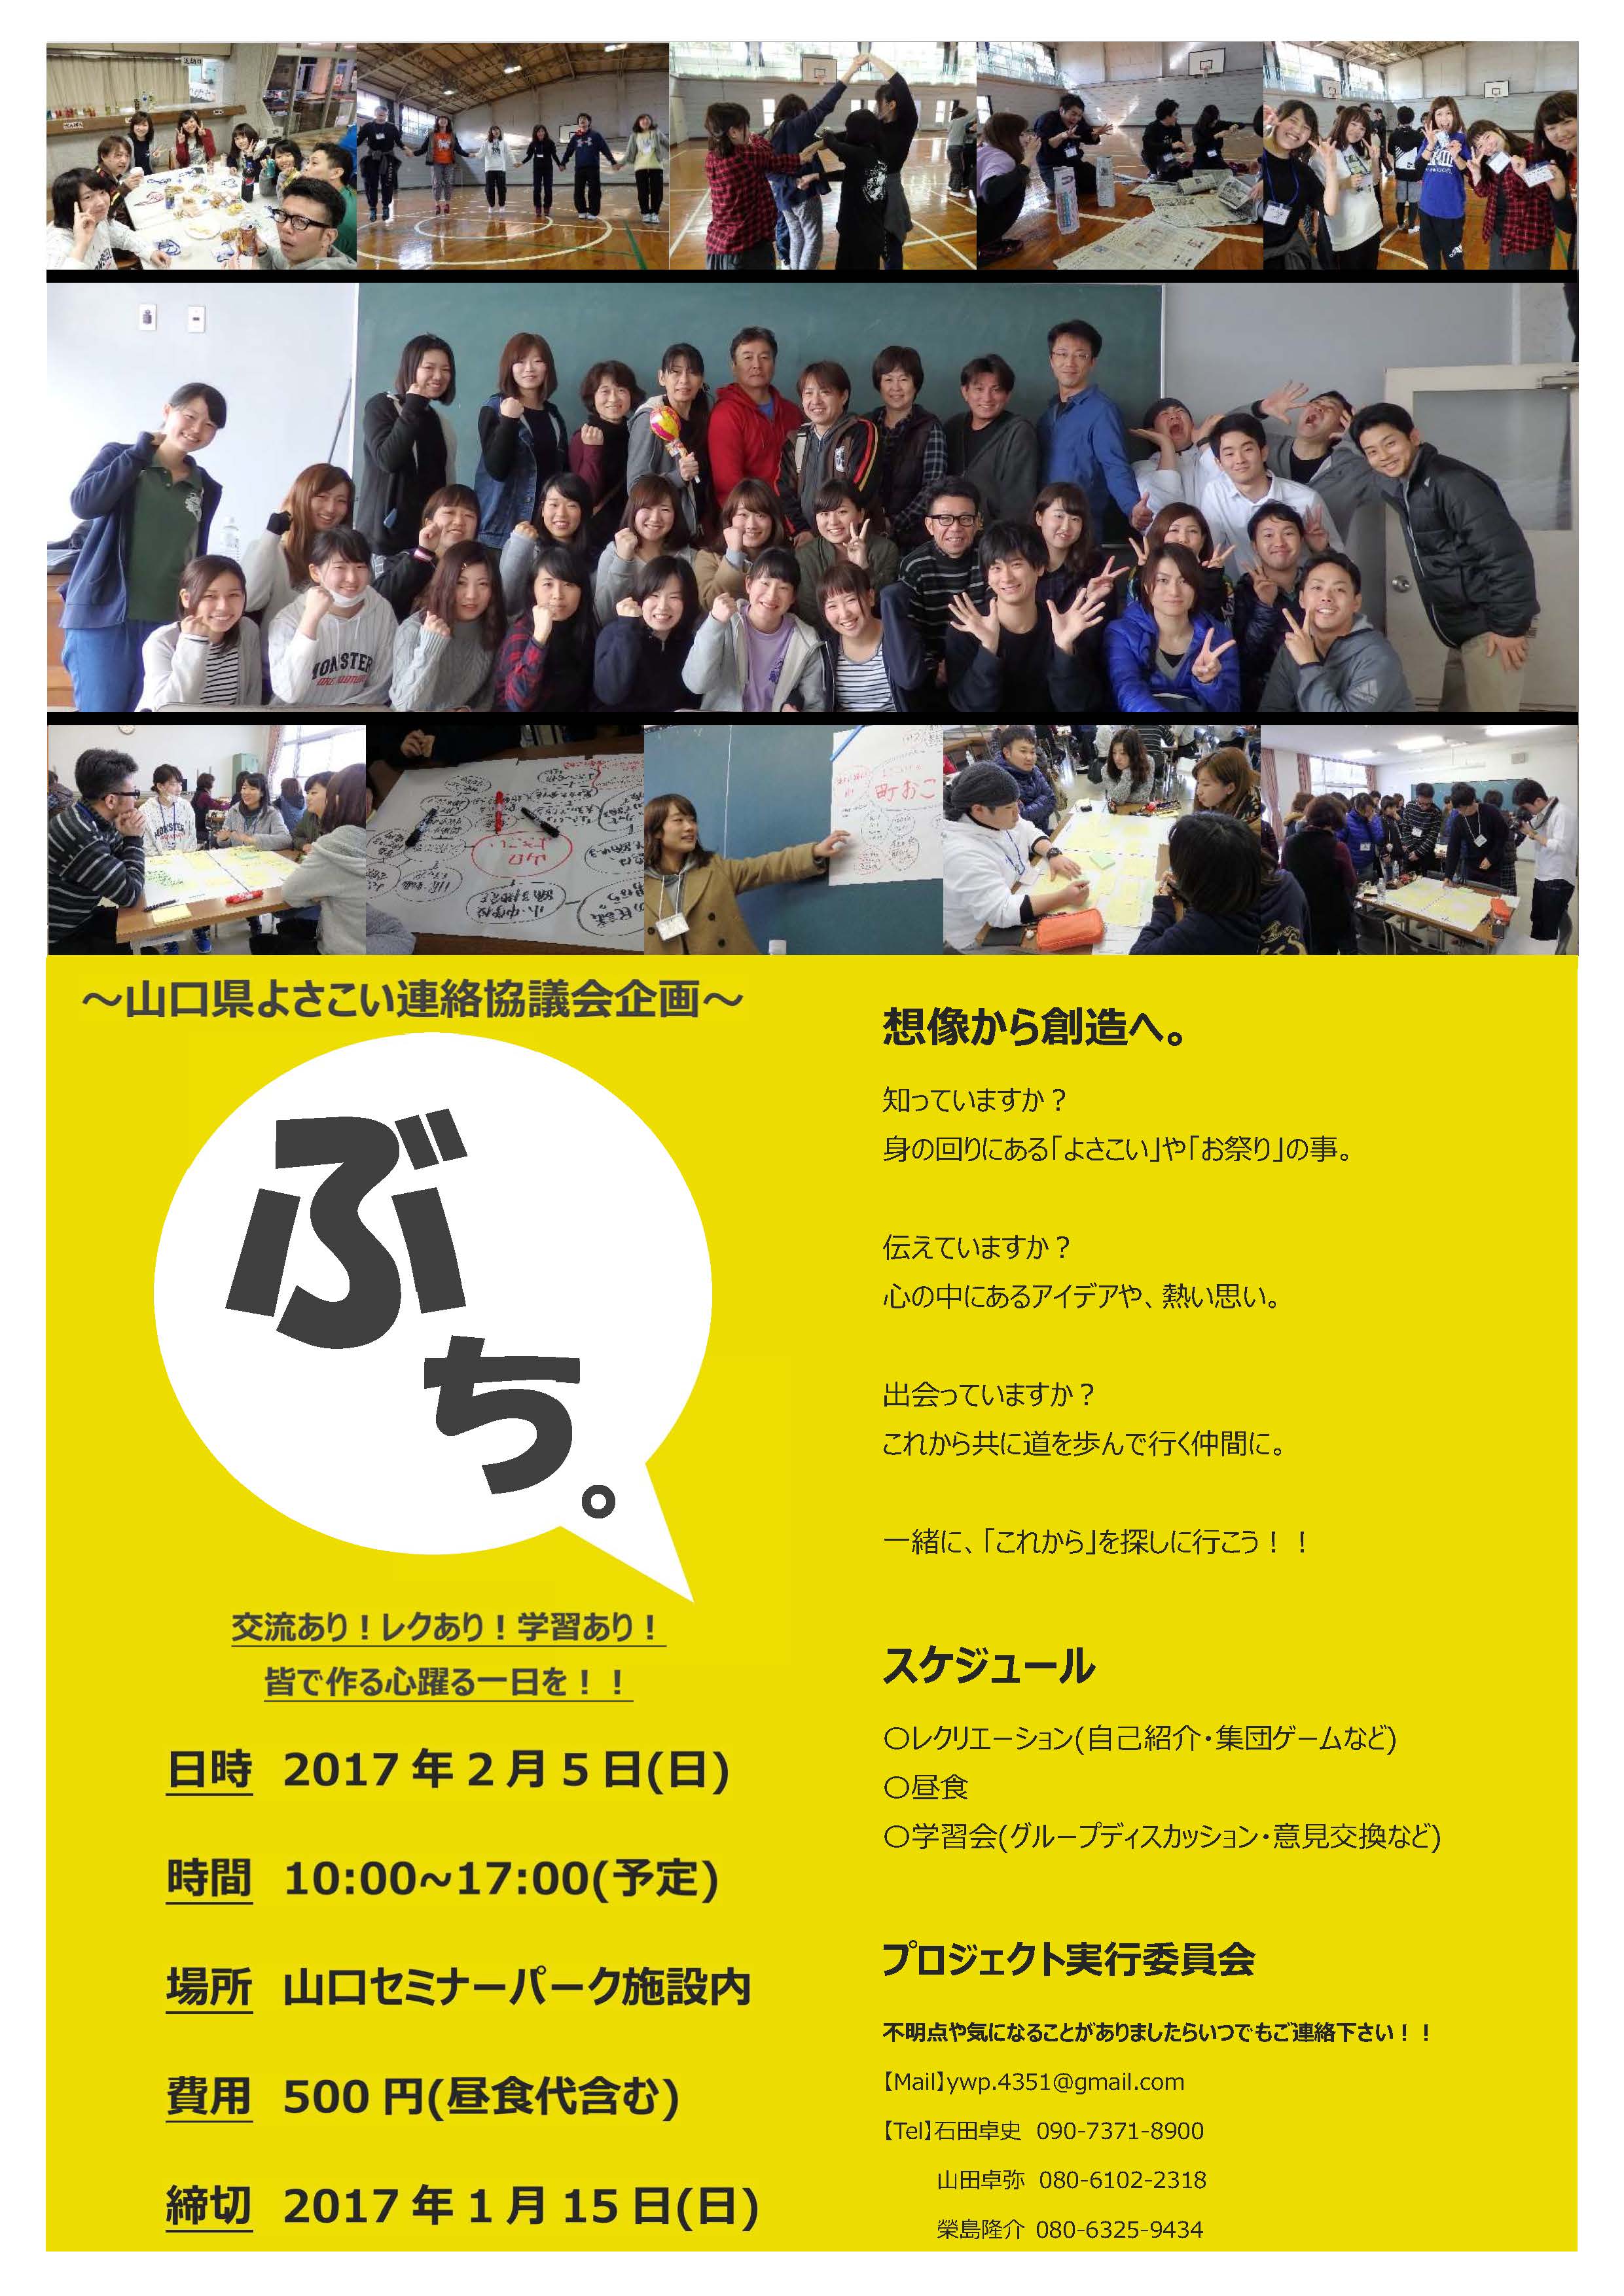 MONSTER
町おこ
山口
よさこい
小・中学校
～山口県よさこい連絡協議会企画～
ぶち。
交流あり！レクあり！学習あり！
皆で作る心躍る一日を！！
日時 2017年2月5日(日)
時間 10:00~17:00(予定)
場所 山口セミナーパーク施設内
費用 500円(昼食代含む)
締切 2017年1月15日(日)
想像から創造へ。
知っていますか？
身の回りにある「よさこい」や「お祭り」の事。
伝えていますか？
心の中にあるアイデアや、熱い思い。
出会っていますか？
これから共に道を歩んで行く仲間に。
一緒に、「これから」を探しに行こう！！
スケジュール
○レクリエーション(自己紹介・集団ゲームなど)
○昼食
○学習会(グループディスカッション・意見交換など)
プロジェクト実行委員会
不明点や気になることがありましたらいつでもご連絡下さい！！
【Mail】ywp.4351@gmail.com
【Tel】石田卓史 090-7371-8900
山田卓弥 080-6102-2318
榮島隆介 080-6325-9434